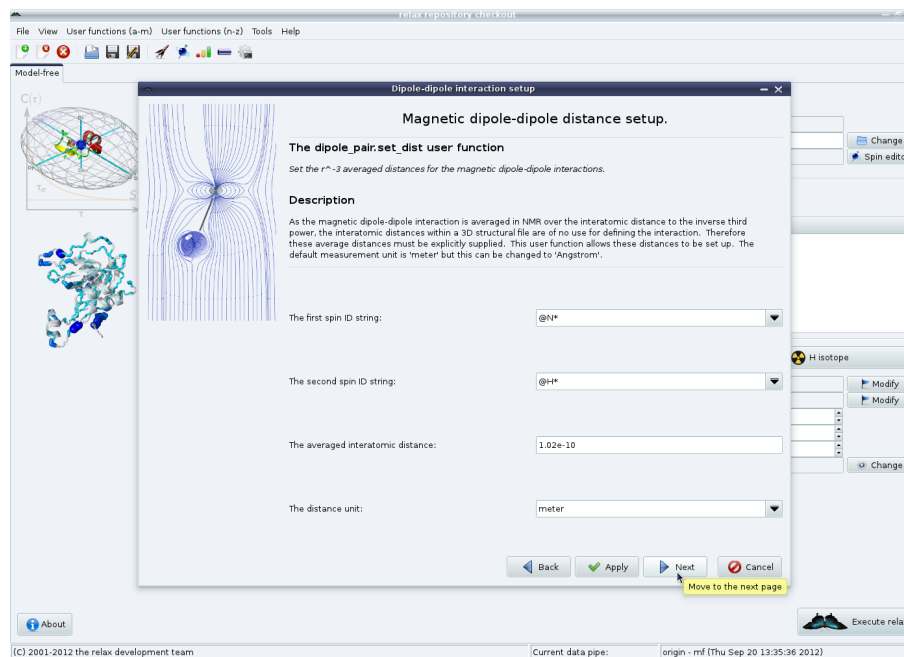 relax repository checkout
File View User functions (a-m) User functions (n-z) Tools Help
Model-free
C(τ)
Dipole-dipole interaction setup
Magnetic dipole-dipole distance setup.
The dipole_pair.set_dist user function
Set the r^-3 averaged distances for the magnetic dipole-dipole interactions.
Description
As the magnetic dipole-dipole interaction is averaged in NMR over the interatomic distance to the inverse third
power, the interatomic distances within a 3D structural file are of no use for defining the interaction. Therefore
these average distances must be explicitly supplied. This user function allows these distances to be set up. The
default measurement unit is 'meter' but this can be changed to 'Angstrom'.
Change
Spin edito
τe
S
τ
The first spin ID string: @N*
H isotope
The second spin ID string: @H*
Modify
Modify
The averaged interatomic distance: 1.02e-10
Change
The distance unit: meter
Back Apply Next Cancel
Move to the next page
About
Execute rela
(C) 2001-2012 the relax development team Current data pipe: origin - mf (Thu Sep 20 13:35:36 2012)